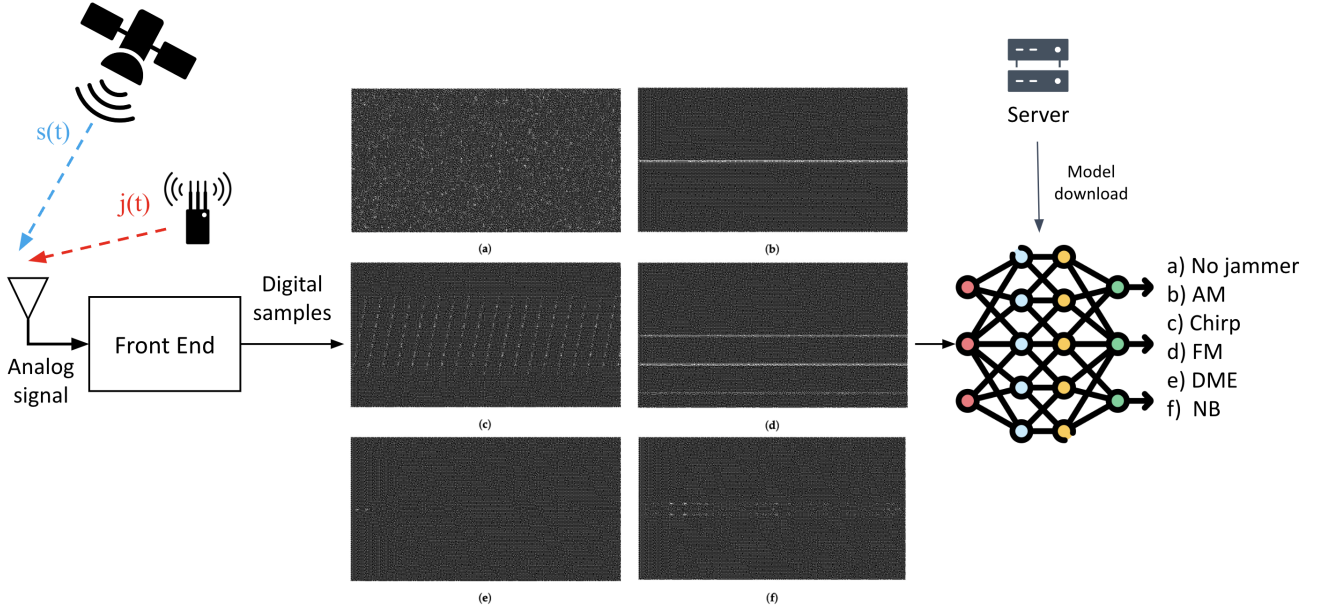 s(t)
j(t)
Analog
signal
Front End
Digital
samples
(a)
(b)
(c)
(d)
(e)
(f)
Server
Model
download
a) No jammer
b) AM
c) Chirp
d) FM
e) DME
f) NB